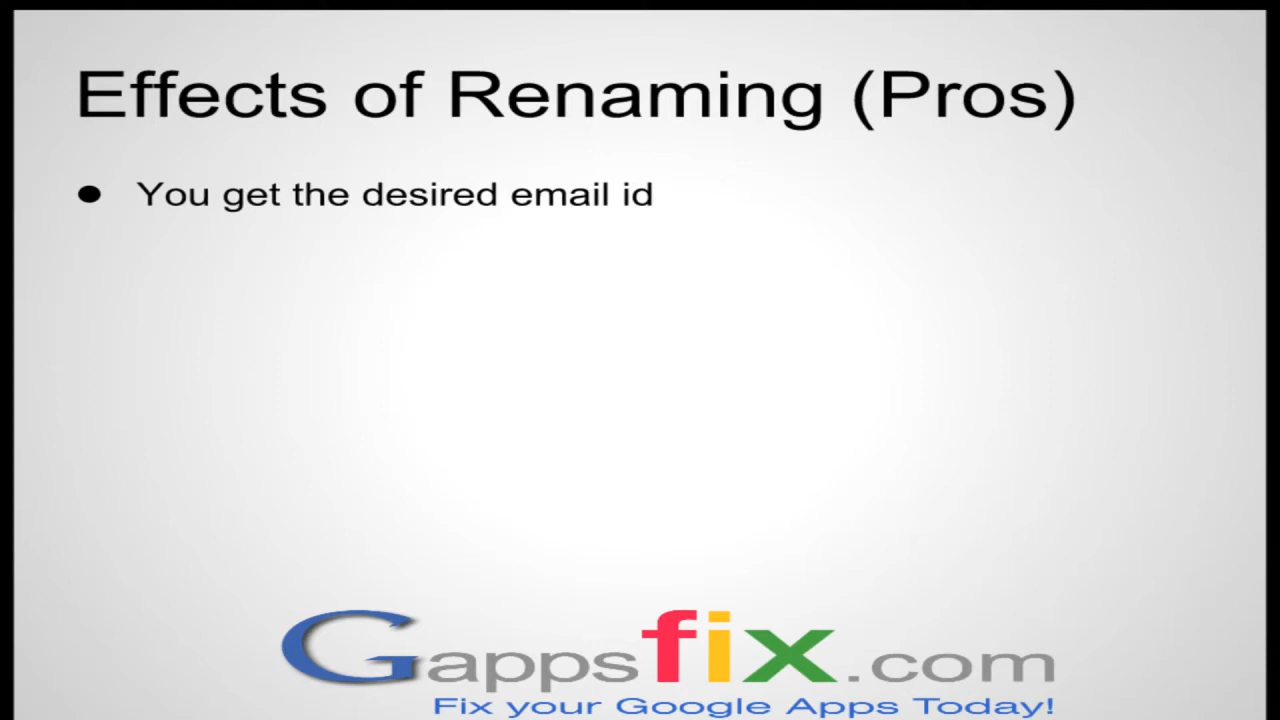 Effects of Renaming (Pros)
● You get the desired email id
Gappsfix.com
Fix your Google Apps Today!